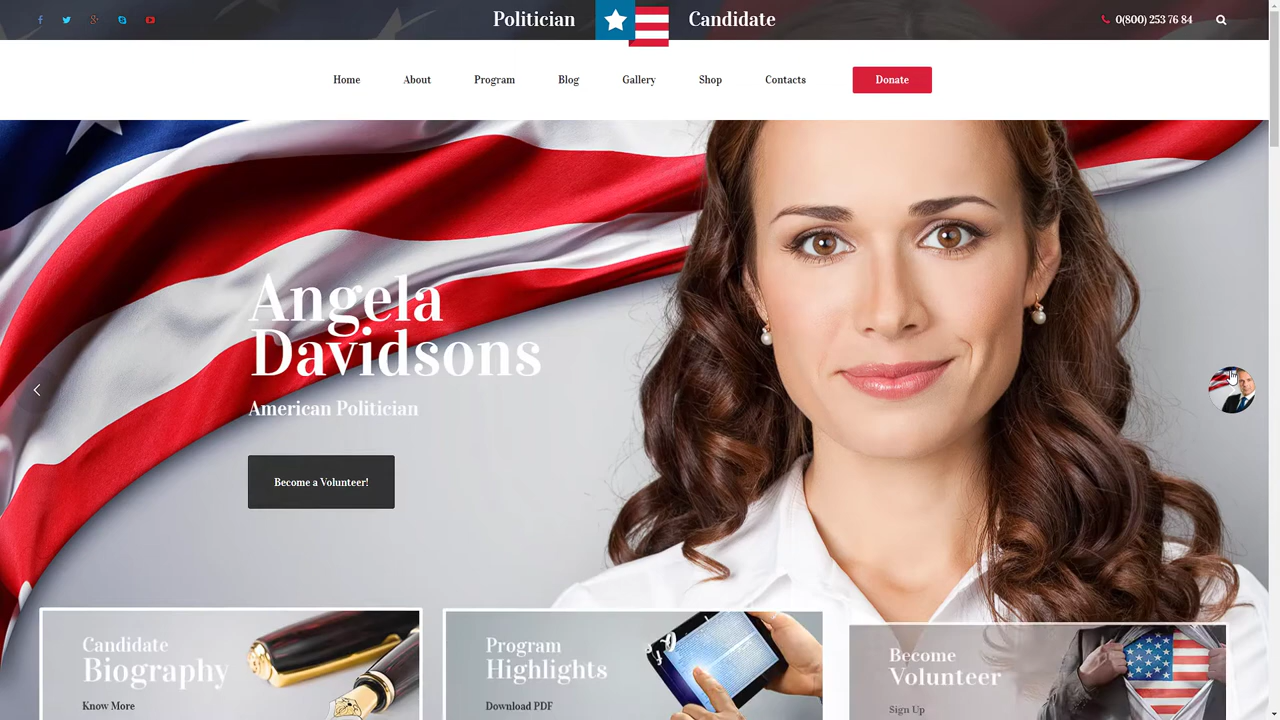 Politician Candidate
0(800) 253 76 84
Home About Program Blog Gallery Shop Contacts Donate
Angela
Davidsons
American Politician
Become a Volunteer!
Candidate
Biography
Know More
Program
Highlights
Download PDF
Become
Volunteer
Sign Up